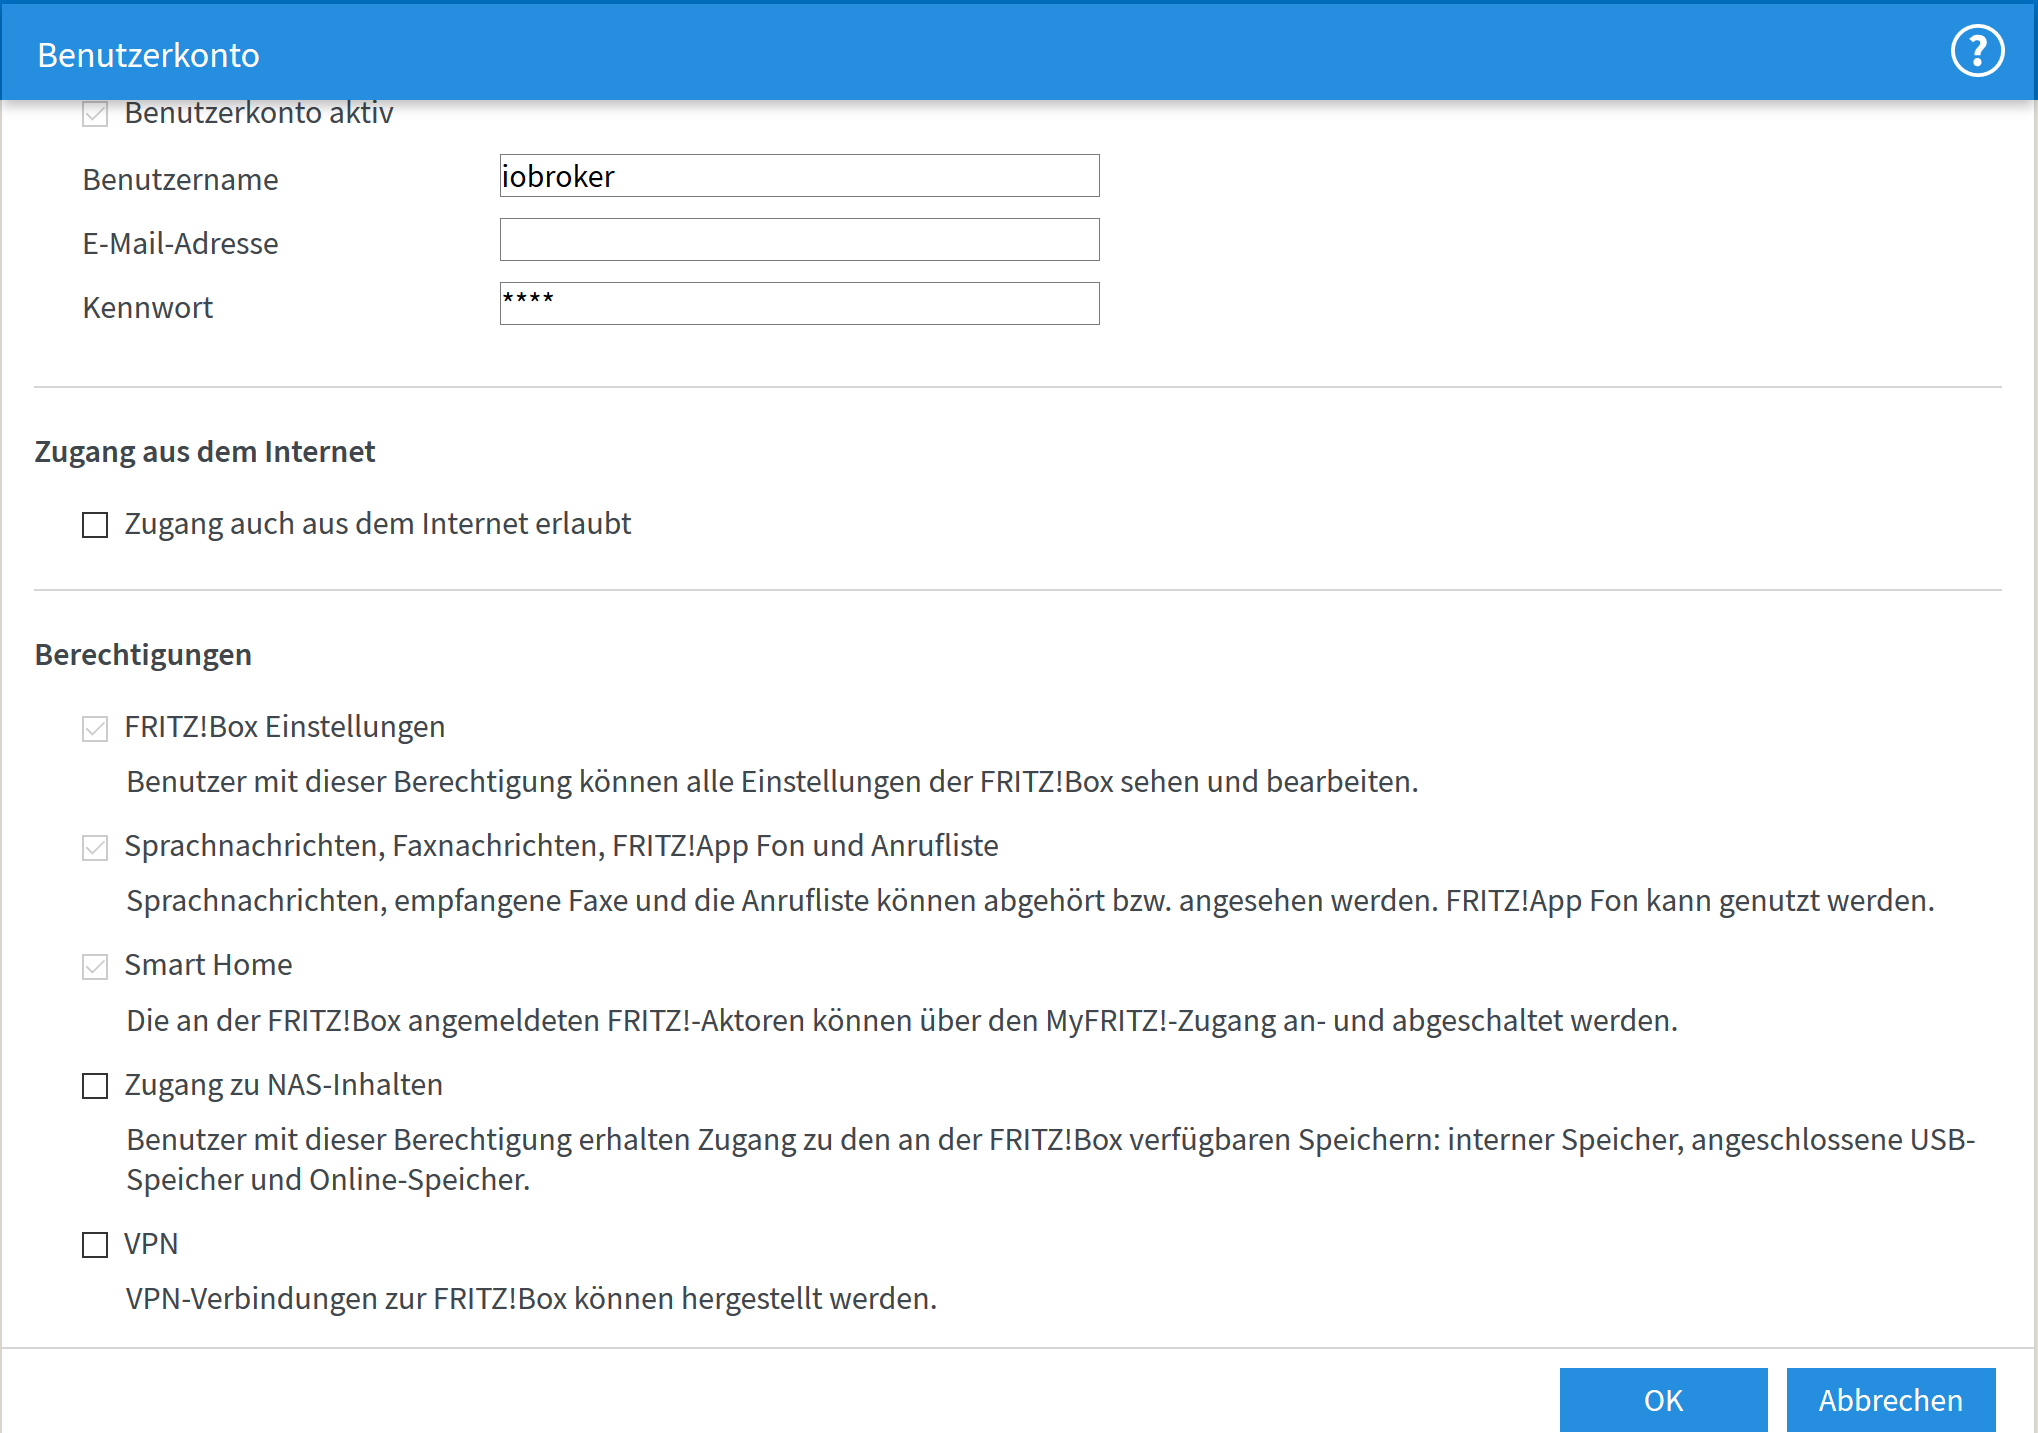 Benutzerkonto
?
Benutzerkonto aktiv
Benutzername
iobroker
E-Mail-Adresse
Kennwort
****
Zugang aus dem Internet
Zugang auch aus dem Internet erlaubt
Berechtigungen
FRITZ!Box Einstellungen
Benutzer mit dieser Berechtigung können alle Einstellungen der FRITZ!Box sehen und bearbeiten.
Sprachnachrichten, Faxnachrichten, FRITZ!App Fon und Anrufliste
Sprachnachrichten, empfangene Faxe und die Anrufliste können abgehört bzw. angesehen werden. FRITZ!App Fon kann genutzt werden.
Smart Home
Die an der FRITZ!Box angemeldeten FRITZ!-Aktoren können über den MyFRITZ!-Zugang an- und abgeschaltet werden.
Zugang zu NAS-Inhalten
Benutzer mit dieser Berechtigung erhalten Zugang zu den an der FRITZ!Box verfügbaren Speichern: interner Speicher, angeschlossene USB-
Speicher und Online-Speicher.
VPN
VPN-Verbindungen zur FRITZ!Box können hergestellt werden.
OK
Abbrechen